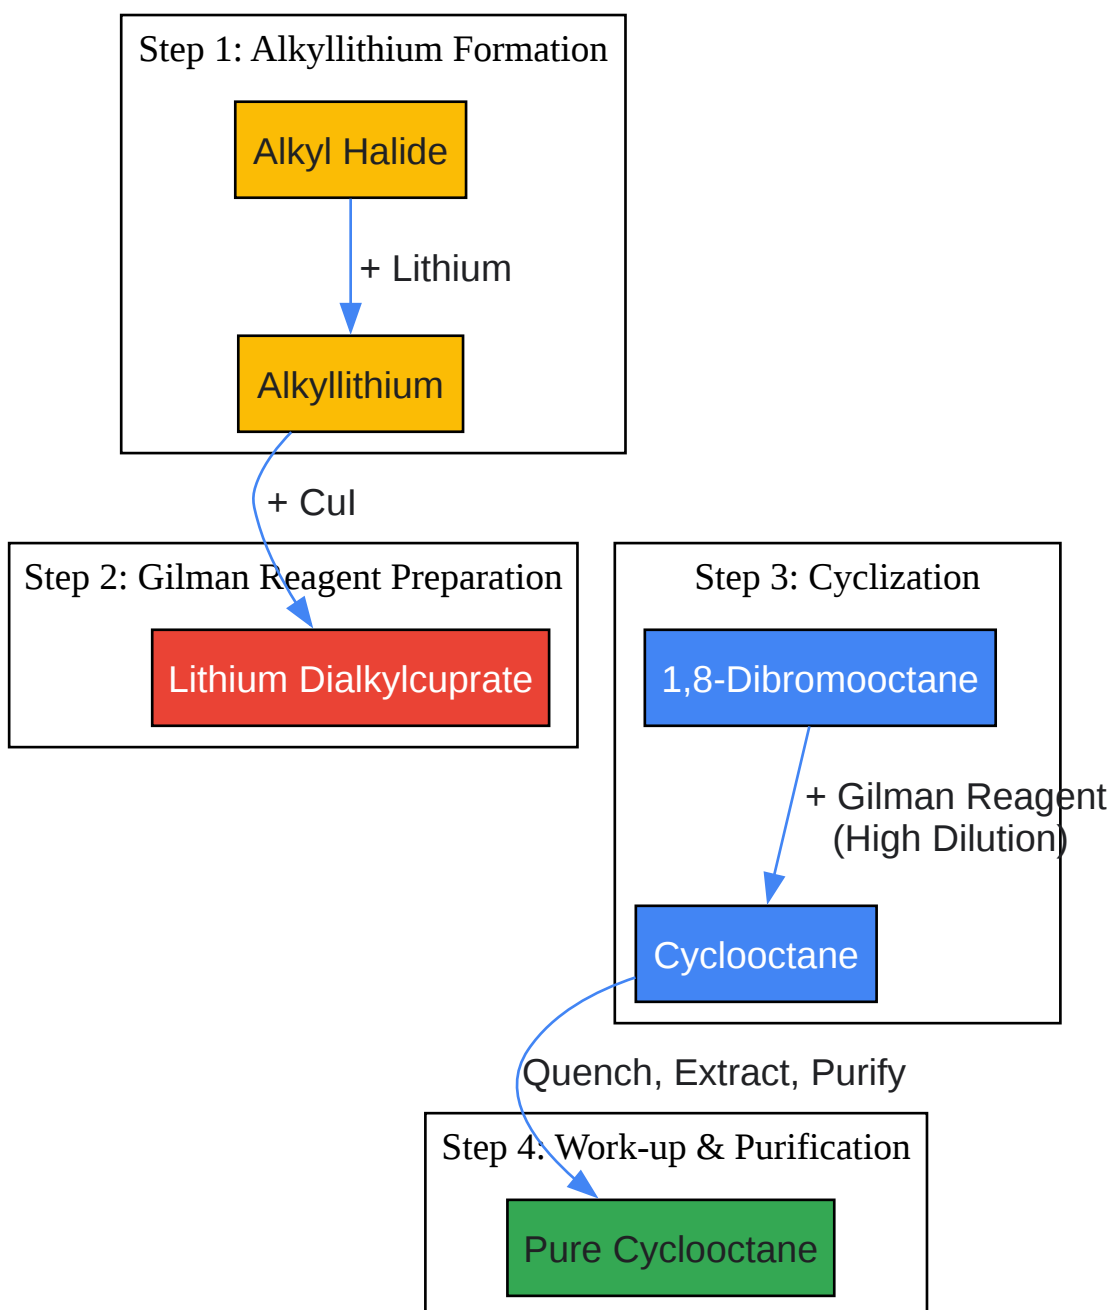 Step 1: Alkyllithium Formation
Alkyl Halide
+ Lithium
Alkyllithium
+ CuI
Step 2: Gilman Reagent Preparation
Lithium Dialkylcuprate
Step 3: Cyclization
1,8-Dibromooctane
+ Gilman Reagent
(High Dilution)
Cyclooctane
Quench, Extract, Purify
Step 4: Work-up & Purification
Pure Cyclooctane